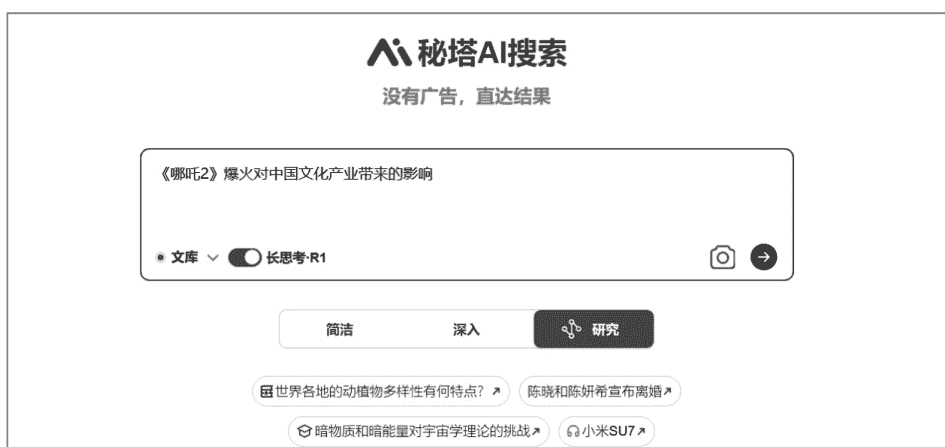 秘塔AI搜索
没有广告，直达结果
《哪吒2》爆火对中国文化产业带来的影响
文库 长思考·R1
简洁 深入 研究
世界各地的动植物多样性有何特点？ 陈晓和陈妍希宣布离婚
暗物质和暗能量对宇宙学理论的挑战 小米SU7